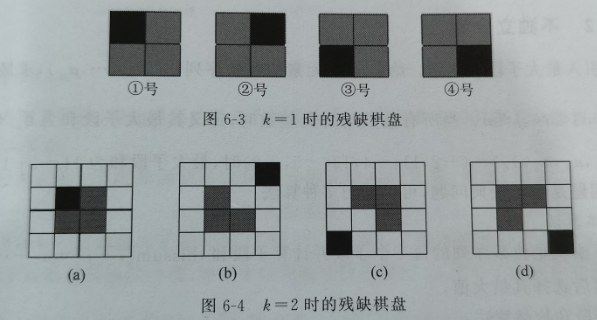 ①号 ②号 ③号 ④号
图 6-3 k=1 时的残缺棋盘
(a) (b) (c) (d)
图 6-4 k=2 时的残缺棋盘